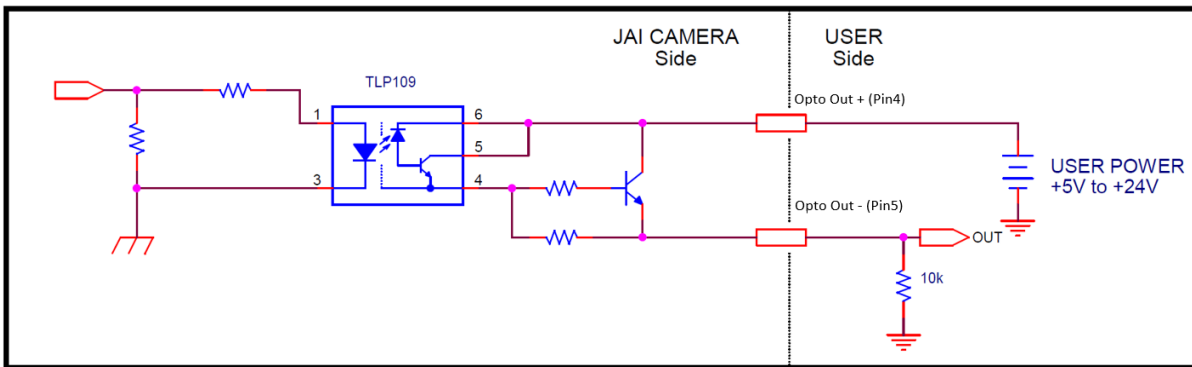 JAI CAMERA
Side
USER
Side
TLP109
Opto Out + (Pin4)
1
6
5
3
4
USER POWER
+5V to +24V
Opto Out - (Pin5)
OUT
10k